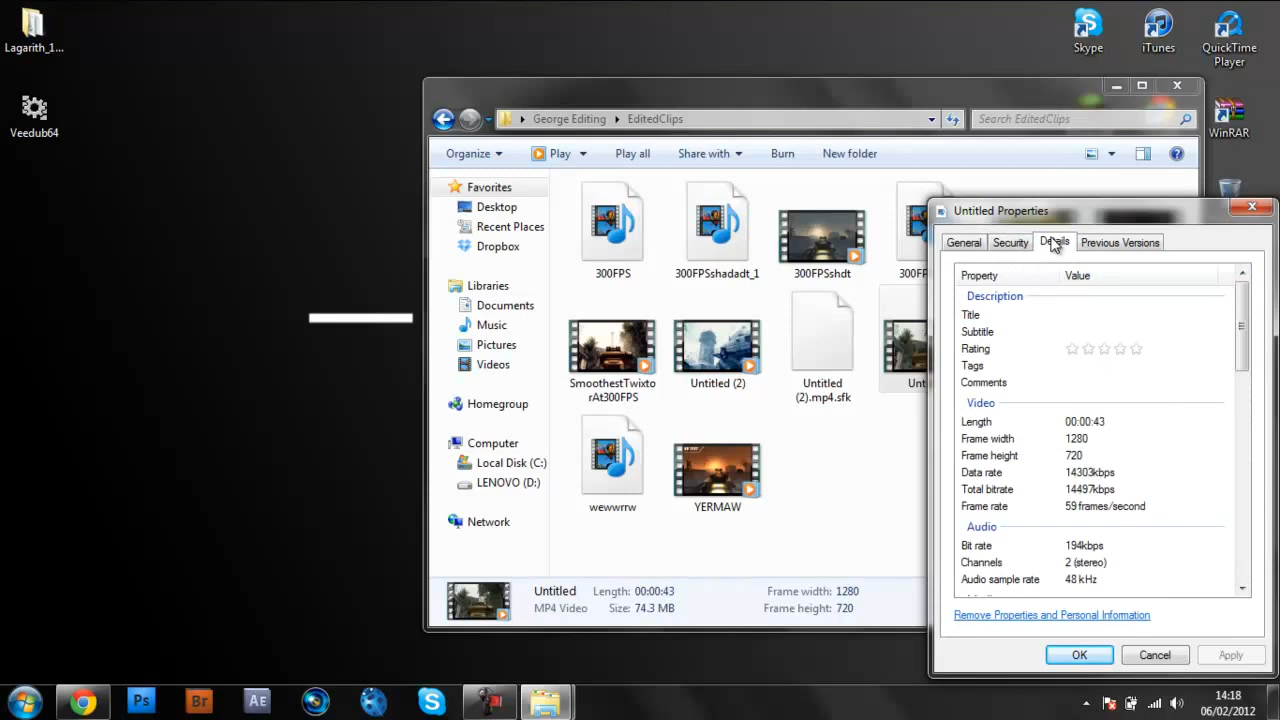 Lagarith_1...
Veedub64
Skype
iTunes
QuickTime
Player
WinRAR
George Editing
EditedClips
Search EditedClips
Organize
Play
Play all
Share with
Burn
New folder
Favorites
Desktop
Recent Places
Dropbox
Libraries
Documents
Music
Pictures
Videos
Homegroup
Computer
Local Disk (C:)
LENOVO (D:)
Network
300FPS
300FPSshadadt_1
300FPSshdt
300FP
SmoothestTwixto
rAt300FPS
Untitled (2)
Untitled
(2).mp4.sfk
Unt
wewwrrw
YERMAW
Untitled
Length: 00:00:43
Frame width: 1280
MP4 Video
Size: 74.3 MB
Frame height: 720
Untitled Properties
General
Security
Details
Previous Versions
Property
Value
Description
Title
Subtitle
Rating
Tags
Comments
Video
Length 00:00:43
Frame width 1280
Frame height 720
Data rate 14303kbps
Total bitrate 14497kbps
Frame rate 59 frames/second
Audio
Bit rate 194kbps
Channels 2 (stereo)
Audio sample rate 48 kHz
Remove Properties and Personal Information
OK
Cancel
Apply
Ps
Br
AE
14:18
06/02/2012